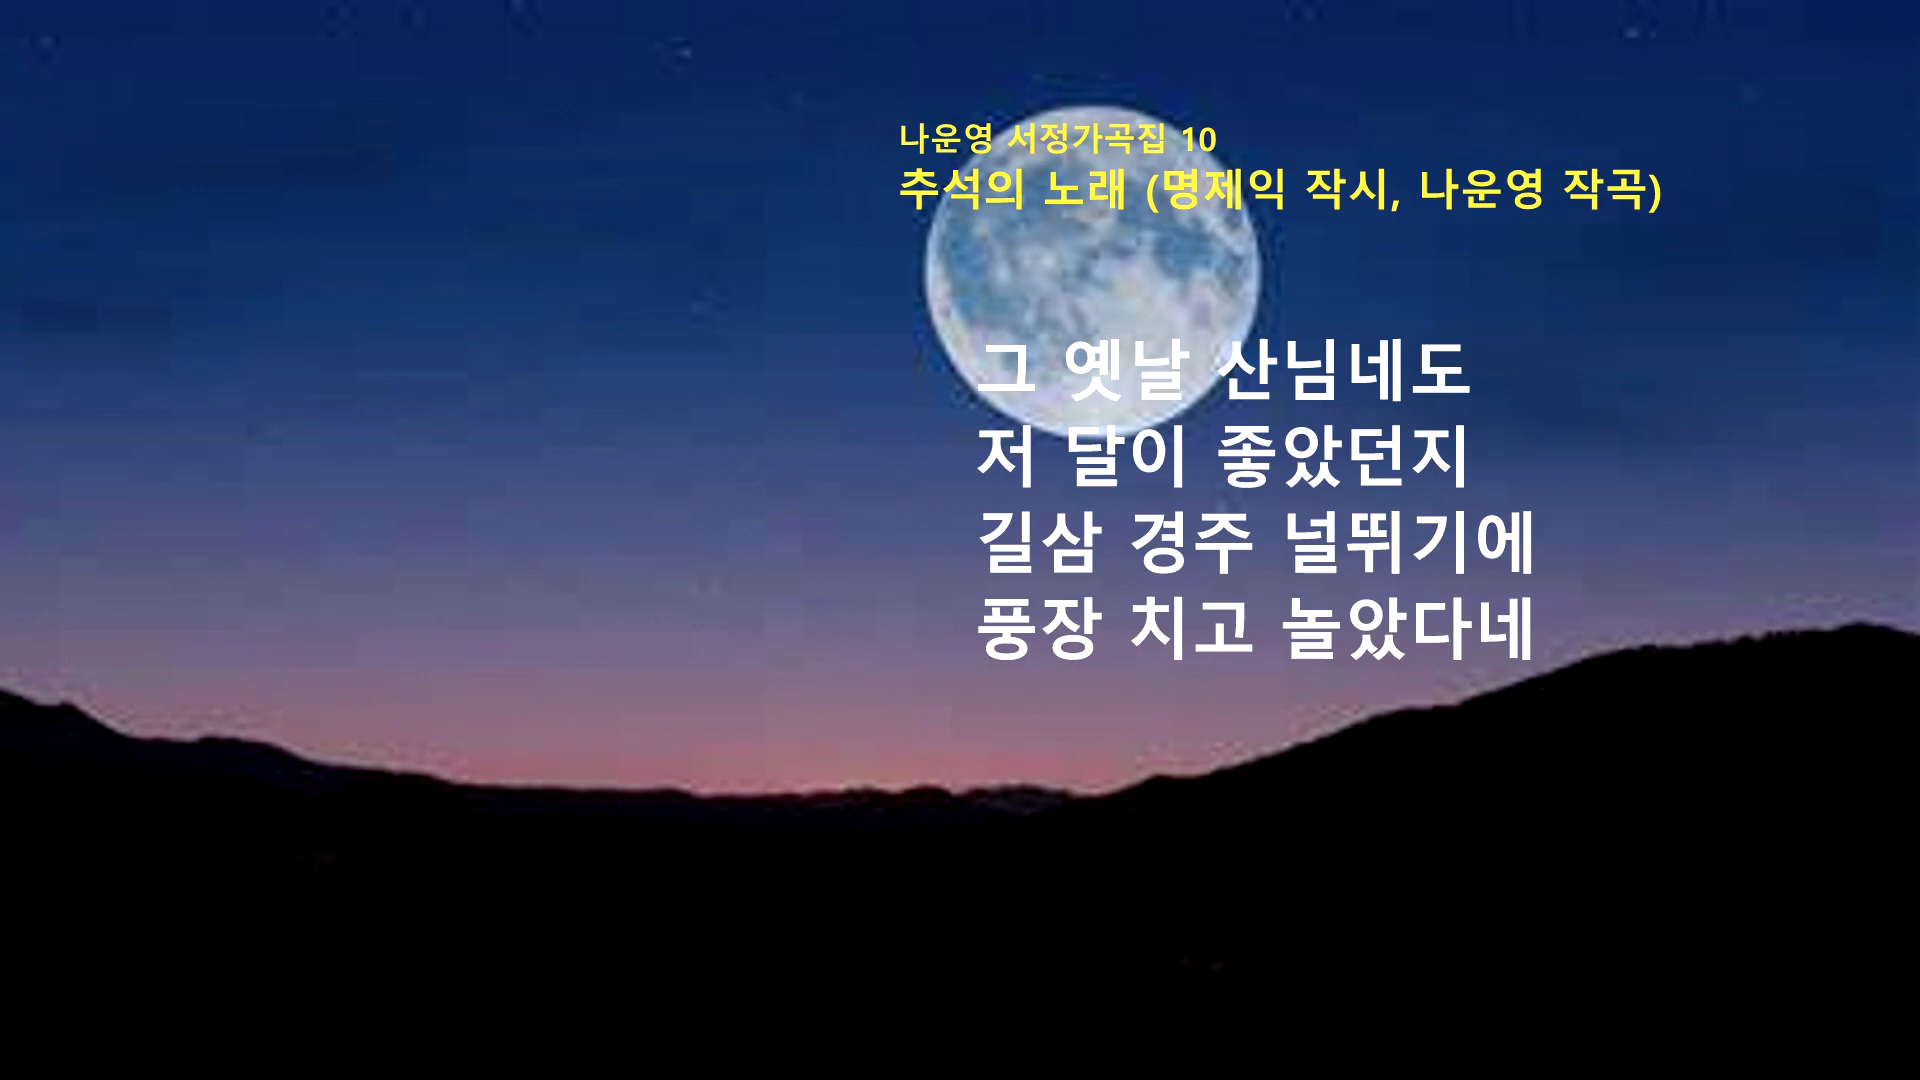 나운영 서정가곡집 10
추석의 노래 (명제익 작시, 나운영 작곡)
그 옛날 산님네도
저 달이 좋았던지
길삼 경주 널뛰기에
풍장 치고 놀았다네